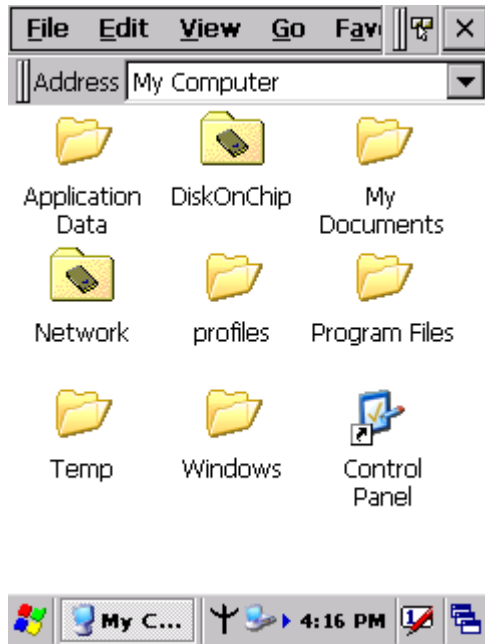 File Edit View Go Fav
Address My Computer
Application Data
DiskOnChip
My Documents
Network
profiles
Program Files
Temp
Windows
Control Panel
My C... 4:16 PM